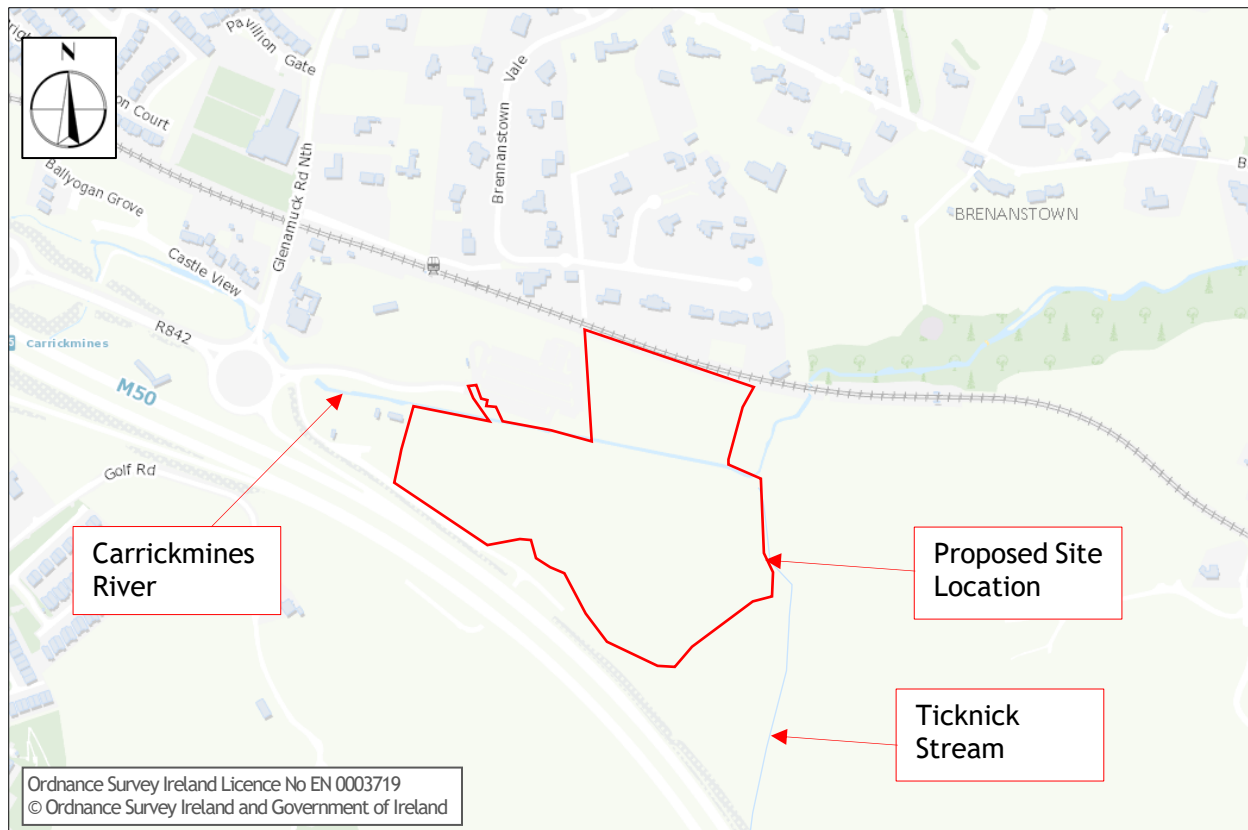 N
Pavilion
Gate
on Court
Ballyogan Grove
Castle View
Glenamuck Rd Nth
Brennanstown Vale
BRENANSTOWN
B
R842
Carrickmines
M50
Golf Rd
Carrickmines
River
Proposed Site
Location
Ticknick
Stream
Ordnance Survey Ireland Licence No EN 0003719
© Ordnance Survey Ireland and Government of Ireland